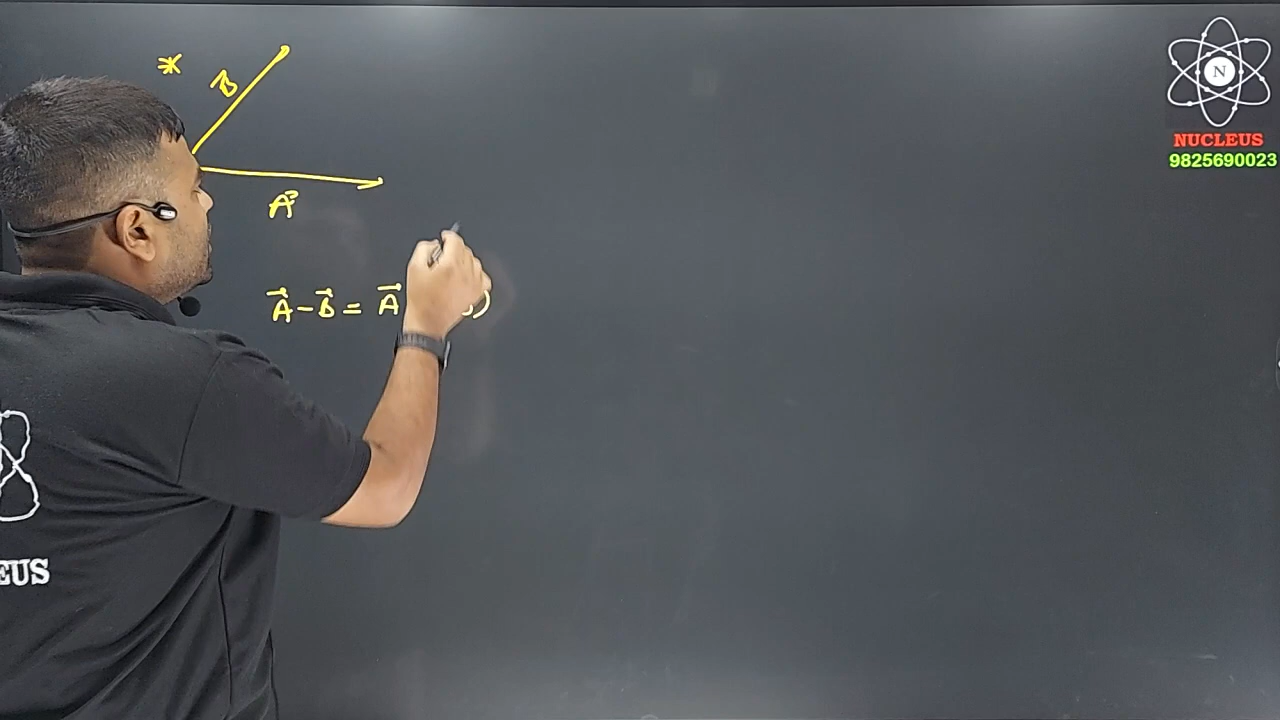 *
B
A⃗
A⃗ - B⃗ = A⃗ )
N
NUCLEUS
9825690023
EUS